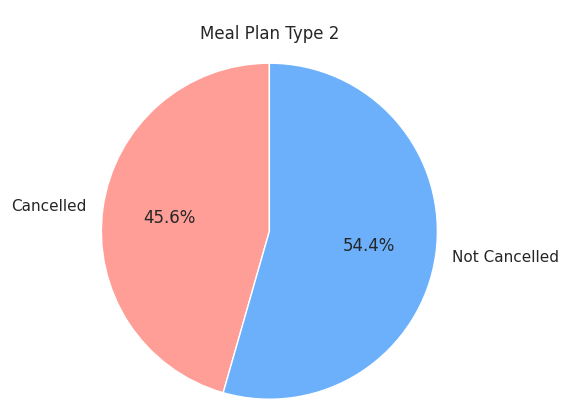 Meal Plan Type 2
Cancelled
45.6%
54.4%
Not Cancelled